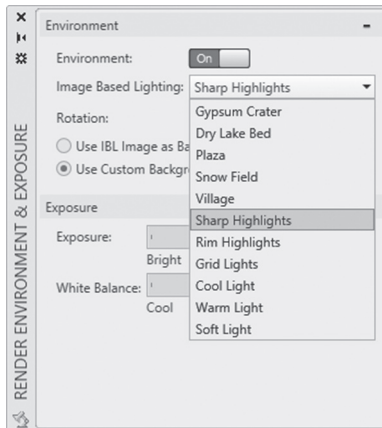 Environment
Environment: On
Image Based Lighting: Sharp Highlights
Gypsum Crater
Dry Lake Bed
Plaza
Snow Field
Village
Sharp Highlights
Rim Highlights
Grid Lights
Cool Light
Warm Light
Soft Light
Rotation:
Use IBL Image as Ba
Use Custom Backgr
Exposure
Exposure:
Bright
White Balance:
Cool
RENDER ENVIRONMENT & EXPOSURE